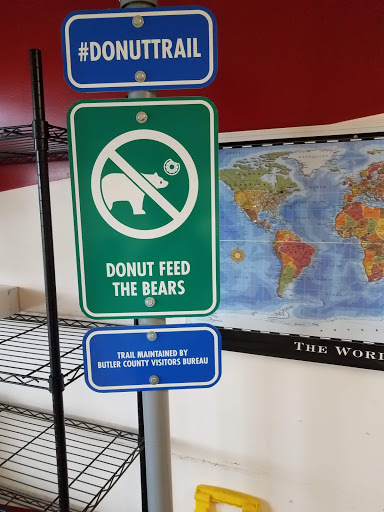 #DONUTTRAIL
DONUT FEED
THE BEARS
TRAIL MAINTAINED BY
BUTLER COUNTY VISITORS BUREAU
THE WORL